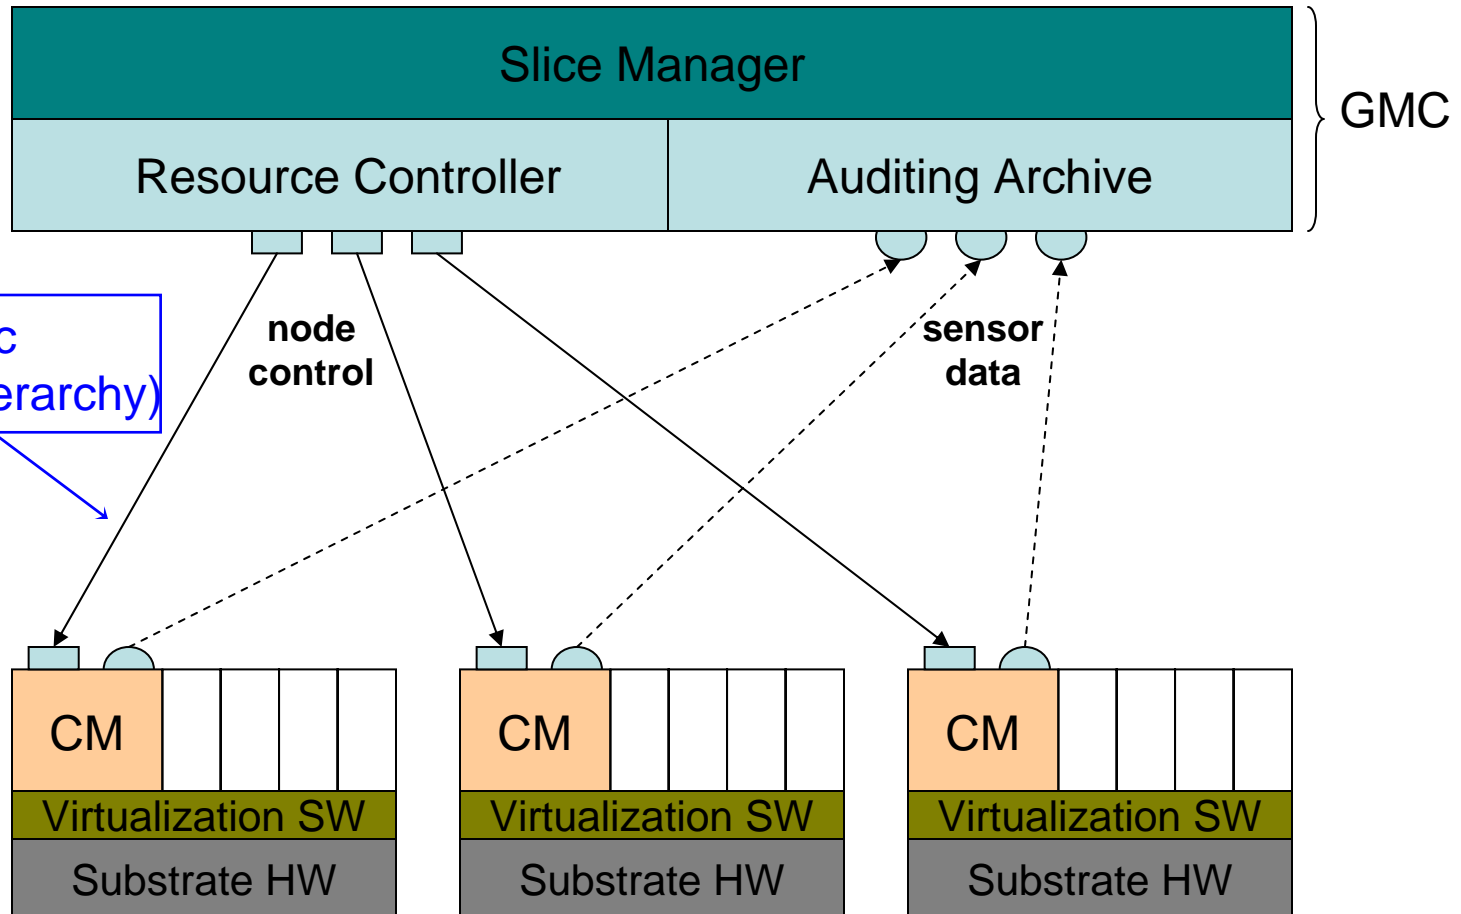 Slice Manager
GMC
Resource Controller
Auditing Archive
node
control
sensor
data
CM
CM
CM
Virtualization SW
Virtualization SW
Virtualization SW
Substrate HW
Substrate HW
Substrate HW